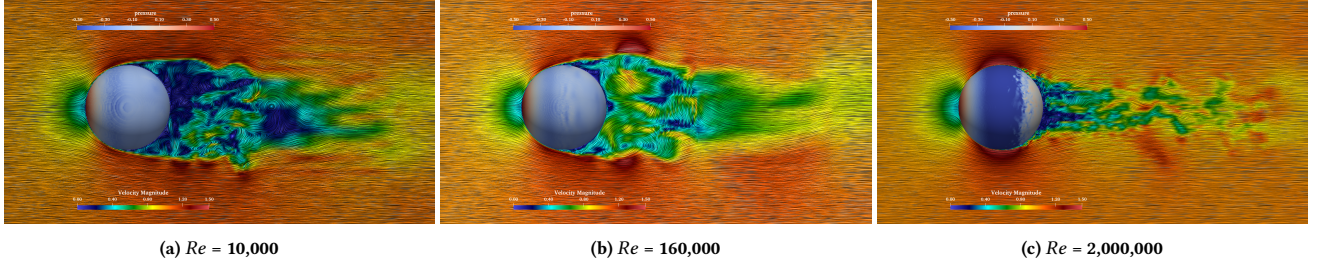 pressure
-0.50 -0.30 -0.10 0.10 0.30 0.50
Velocity Magnitude
0.00 0.40 0.80 1.20 1.50
(a) Re = 10,000
pressure
-0.50 -0.30 -0.10 0.10 0.30 0.50
Velocity Magnitude
0.00 0.40 0.80 1.20 1.50
(b) Re = 160,000
pressure
-0.50 -0.30 -0.10 0.10 0.30 0.50
Velocity Magnitude
0.00 0.40 0.80 1.20 1.50
(c) Re = 2,000,000